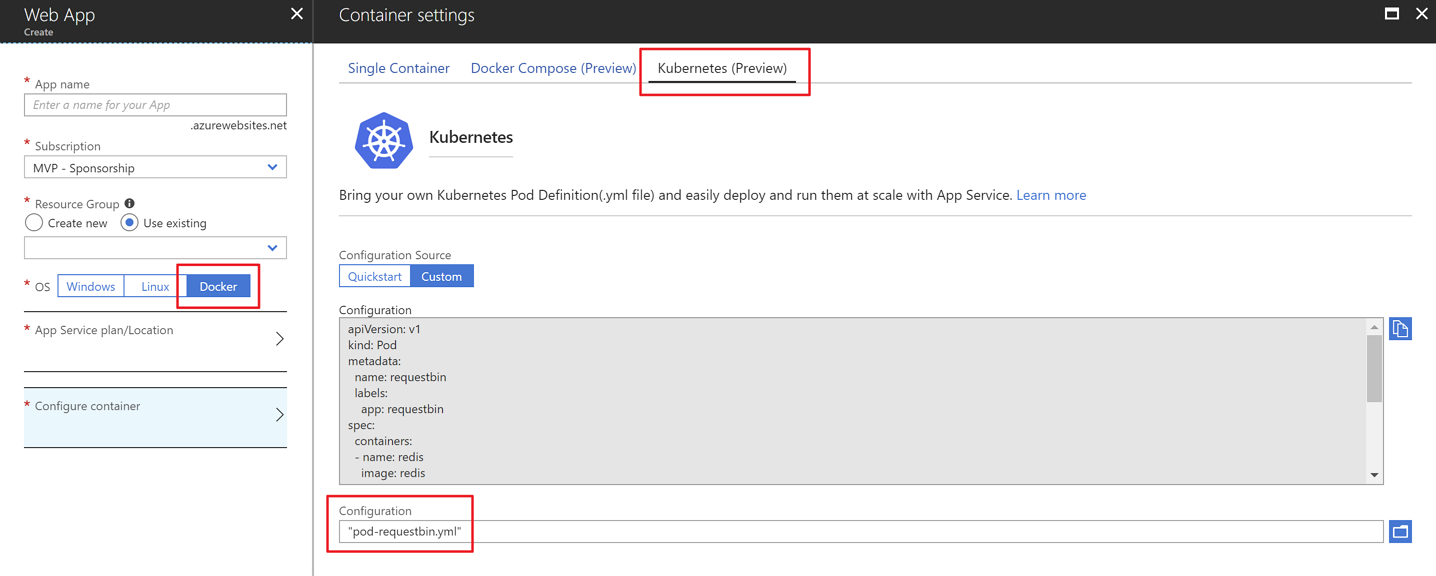 Web App
Create
* App name
Enter a name for your App
.azurewebsites.net
* Subscription
MVP - Sponsorship
* Resource Group
Create new Use existing
* OS Windows Linux Docker
* App Service plan/Location
* Configure container
Container settings
Single Container Docker Compose (Preview) Kubernetes (Preview)
Kubernetes
Bring your own Kubernetes Pod Definition(.yml file) and easily deploy and run them at scale with App Service. Learn more
Configuration Source
Quickstart Custom
Configuration
apiVersion: v1
kind: Pod
metadata:
  name: requestbin
  labels:
    app: requestbin
spec:
  containers:
  - name: redis
    image: redis
Configuration
"pod-requestbin.yml"